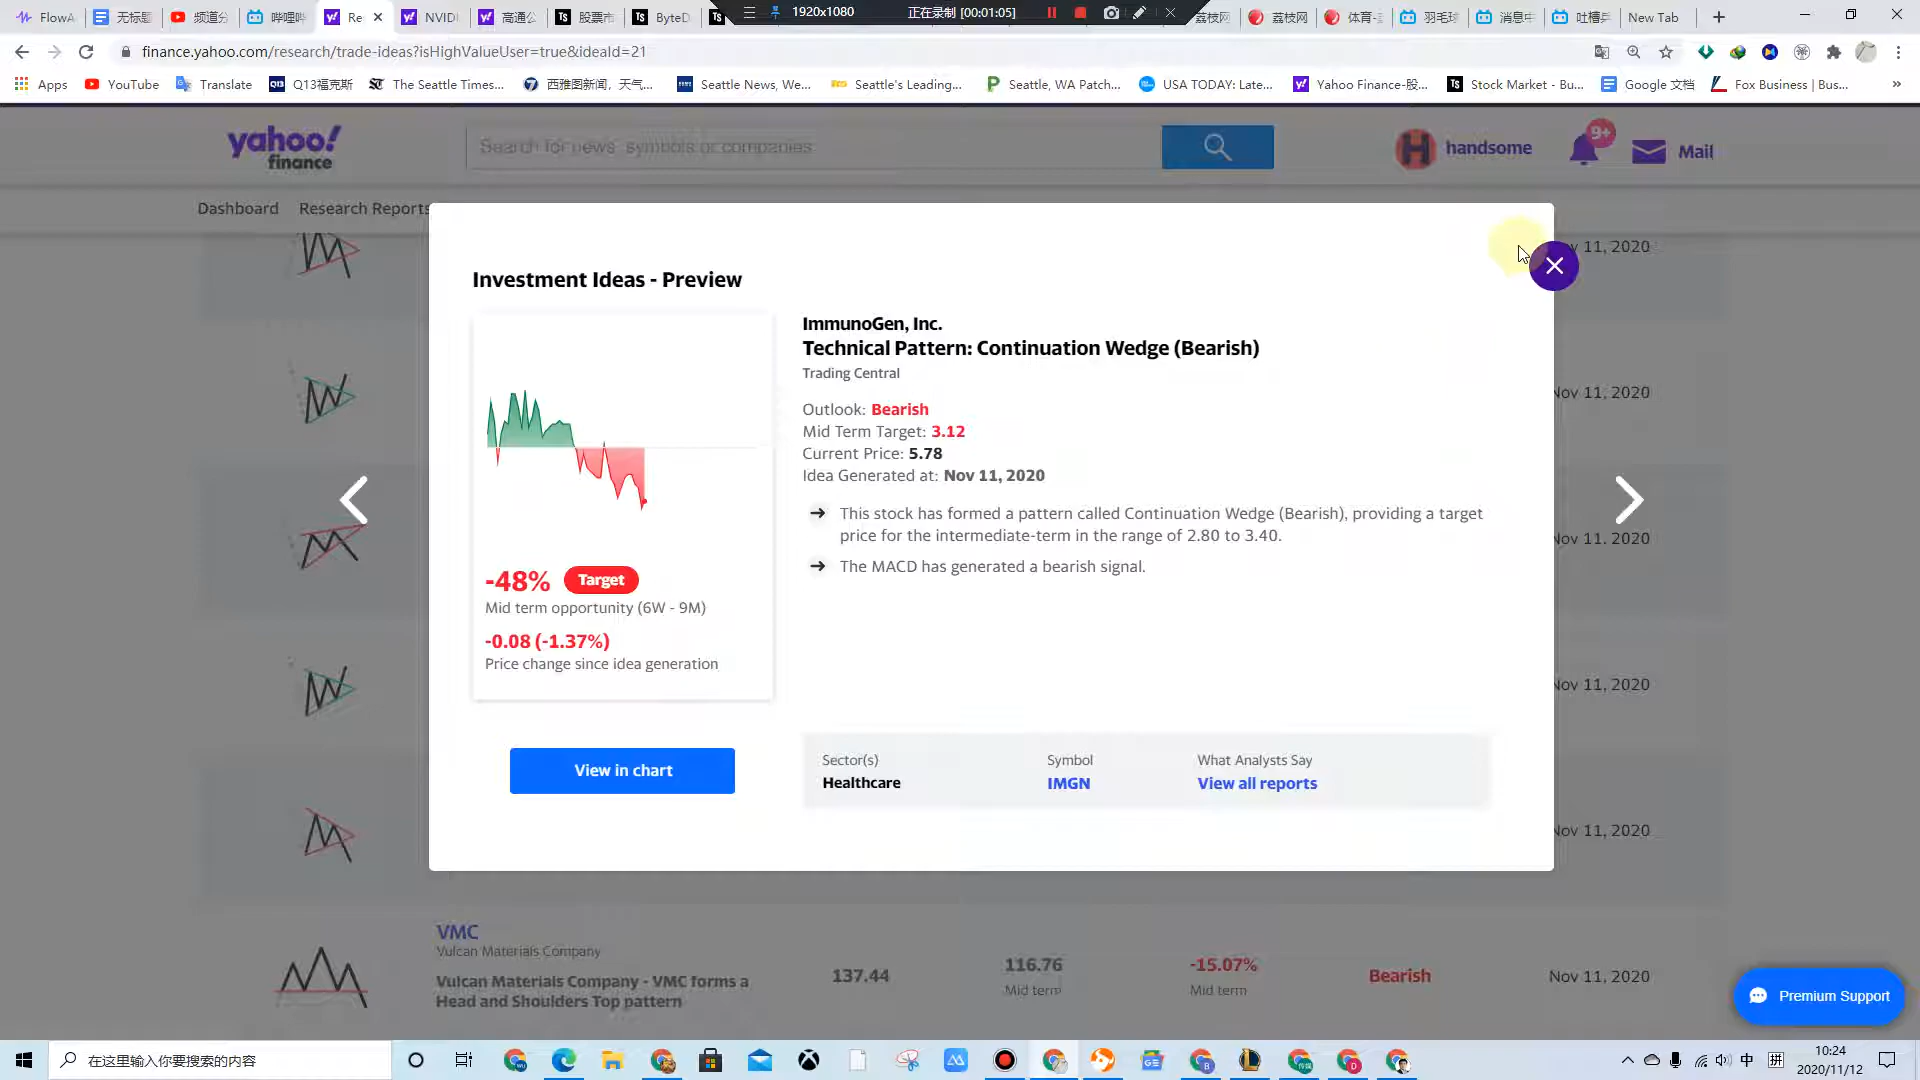 FlowA
无标题
频道分
哔哩哔
Re
NVIDI
高通公
股票市
ByteD
1920x1080
正在录制 [00:01:05]
荔枝网
荔枝网
体育-
羽毛球
消息中
吐槽兵
New Tab
finance.yahoo.com/research/trade-ideas?isHighValueUser=true&ideaId=21
Apps
YouTube
Translate
Q13福克斯
The Seattle Times...
西雅图新闻，天气...
Seattle News, We...
Seattle's Leading...
Seattle, WA Patch...
USA TODAY: Late...
Yahoo Finance-股...
Stock Market - Bu...
Google 文档
Fox Business | Bus...
»
yahoo!
finance
Search for news, symbols or companies
H
handsome
9+
Mail
Dashboard
Research Reports
Nov 11, 2020
Investment Ideas - Preview
ImmunoGen, Inc.
Technical Pattern: Continuation Wedge (Bearish)
Trading Central
Outlook: Bearish
Mid Term Target: 3.12
Current Price: 5.78
Idea Generated at: Nov 11, 2020
This stock has formed a pattern called Continuation Wedge (Bearish), providing a target
price for the intermediate-term in the range of 2.80 to 3.40.
The MACD has generated a bearish signal.
-48% Target
Mid term opportunity (6W - 9M)
-0.08 (-1.37%)
Price change since idea generation
View in chart
Sector(s)
Healthcare
Symbol
IMGN
What Analysts Say
View all reports
Nov 11, 2020
Nov 11, 2020
Nov 11, 2020
Nov 11, 2020
VMC
Vulcan Materials Company
Vulcan Materials Company - VMC forms a
Head and Shoulders Top pattern
137.44
116.76
Mid term
-15.07%
Mid term
Bearish
Nov 11, 2020
Premium Support
在这里输入你要搜索的内容
中
拼
10:24
2020/11/12